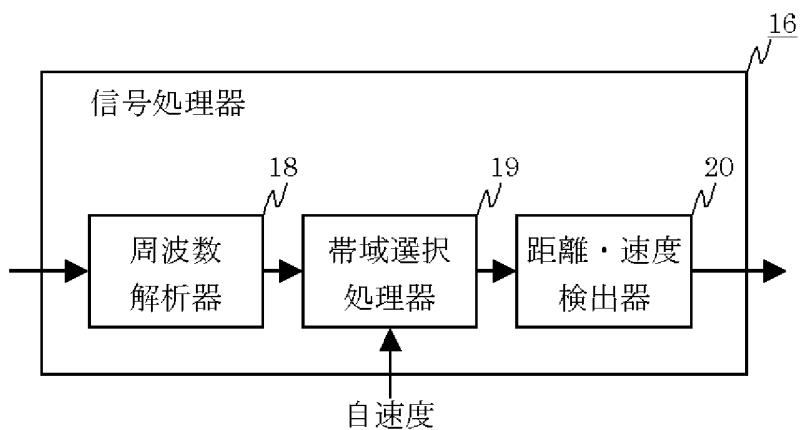 16
信号処理器
18
19
20
周波数
解析器
帯域選択
処理器
距離・速度
検出器
自速度